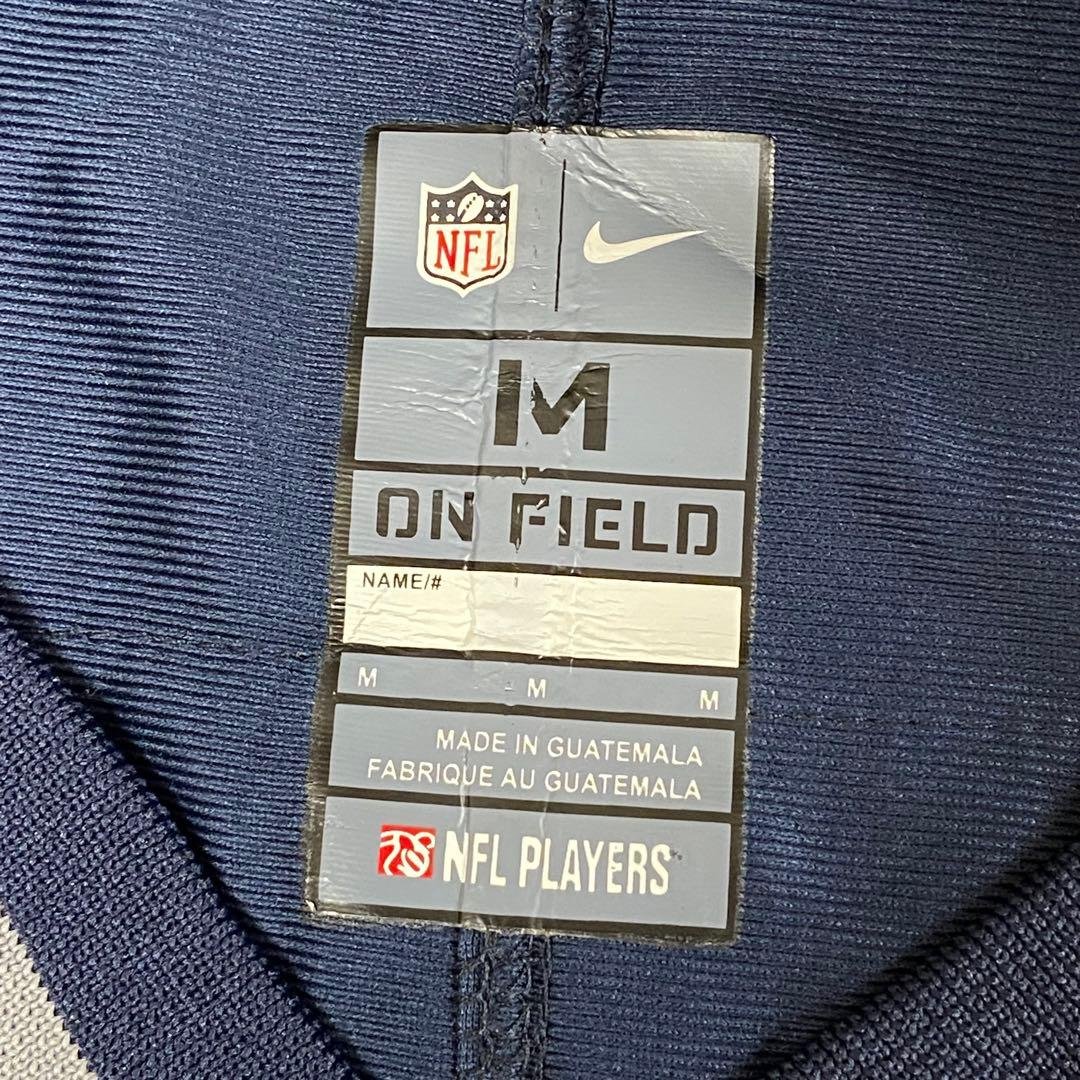 NFL
M
ON FIELD
NAME/#
M M M
MADE IN GUATEMALA
FABRIQUE AU GUATEMALA
NFL PLAYERS